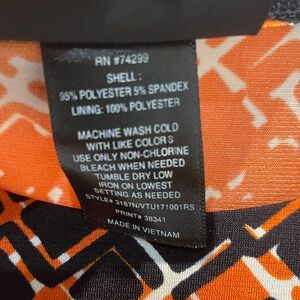 RN #74299
SHELL :
95% POLYESTER 5% SPANDEX
LINING: 100% POLYESTER
MACHINE WASH COLD
WITH LIKE COLORS
USE ONLY NON-CHLORINE
BLEACH WHEN NEEDED
TUMBLE DRY LOW
IRON ON LOWEST
SETTING AS NEEDED
STYLE# 3167N/VTU171001RS
PRINT# 38341
MADE IN VIETNAM